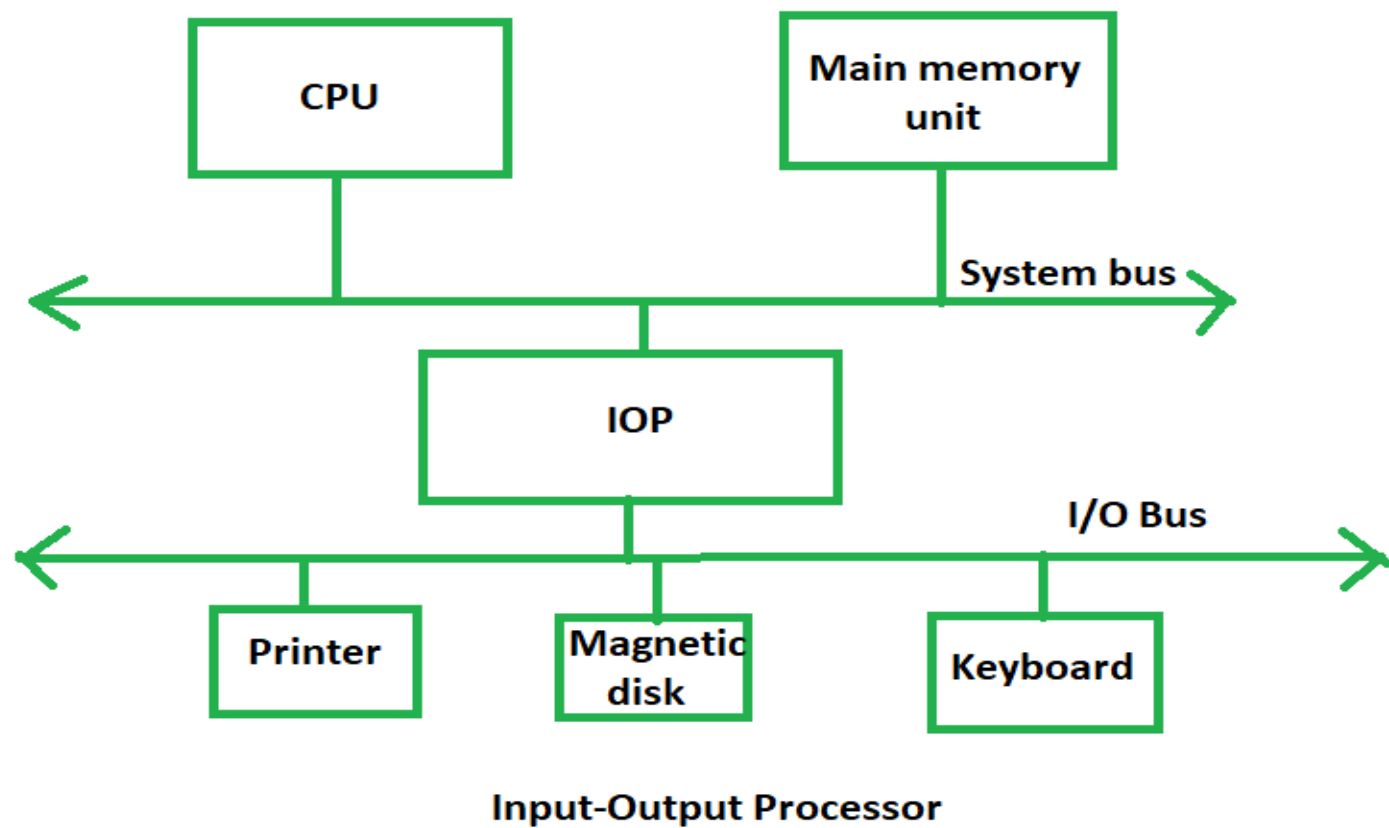 CPU
Main memory
unit
System bus
IOP
I/O Bus
Printer
Magnetic
disk
Keyboard
Input-Output Processor